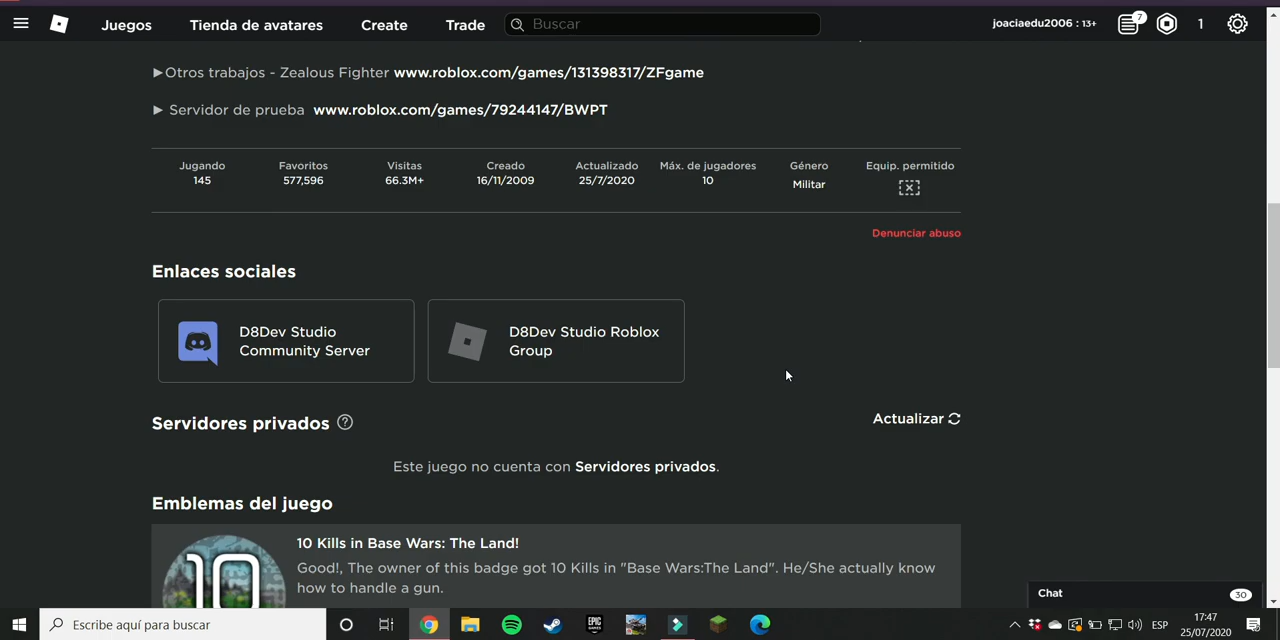 Juegos Tienda de avatares Create Trade Buscar joaciaedu2006 : 13+ 7 1
▶Otros trabajos - Zealous Fighter www.roblox.com/games/131398317/ZFgame
▶ Servidor de prueba www.roblox.com/games/79244147/BWPT
Jugando Favoritos Visitas Creado Actualizado Máx. de jugadores Género Equip. permitido
145 577,596 66.3M+ 16/11/2009 25/7/2020 10 Militar
Denunciar abuso
Enlaces sociales
D8Dev Studio
Community Server
D8Dev Studio Roblox
Group
Servidores privados ? Actualizar
Este juego no cuenta con Servidores privados.
Emblemas del juego
10
10 Kills in Base Wars: The Land!
Good!, The owner of this badge got 10 Kills in "Base Wars:The Land". He/She actually know
how to handle a gun.
Chat 30
Escribe aquí para buscar
EPIC
GAMES
ESP
17:47
25/07/2020